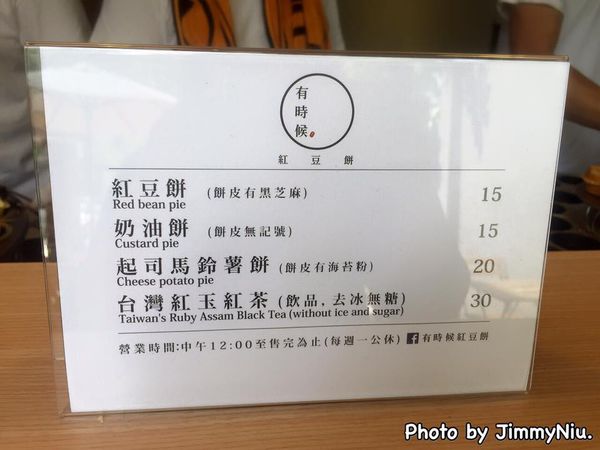 有
時
候
紅豆餅
紅豆餅 (餅皮有黑芝麻) 15
Red bean pie
奶油餅 (餅皮無記號) 15
Custard pie
起司馬鈴薯餅 (餅皮有海苔粉) 20
Cheese potato pie
台灣紅玉紅茶 (飲品, 去冰無糖) 30
Taiwan's Ruby Assam Black Tea (without ice and sugar)
營業時間:中午12:00至售完為止(每週一公休) f 有時候紅豆餅
Photo by JimmyNiu.